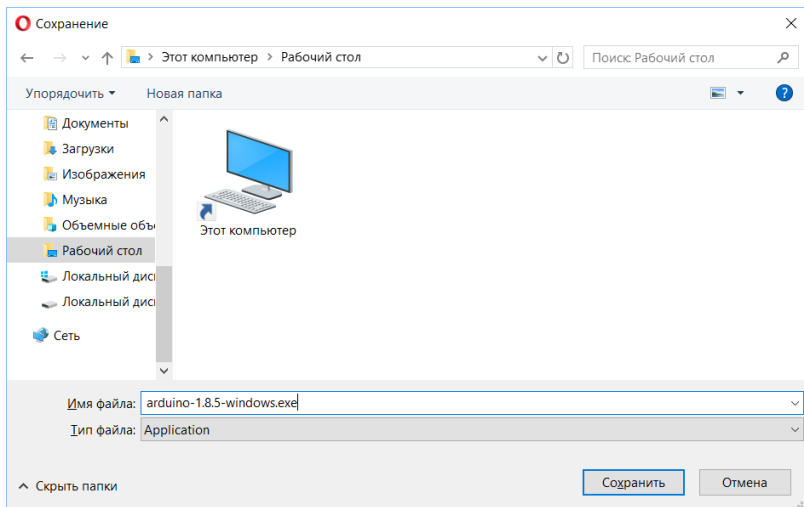 Сохранение
Этот компьютер > Рабочий стол
Поиск: Рабочий стол
Упорядочить
Новая папка
Документы
Загрузки
Изображения
Музыка
Объемные объ
Рабочий стол
Локальный дис
Локальный дис
Сеть
Этот компьютер
Имя файла: arduino-1.8.5-windows.exe
Тип файла: Application
Скрыть папки
Сохранить
Отмена